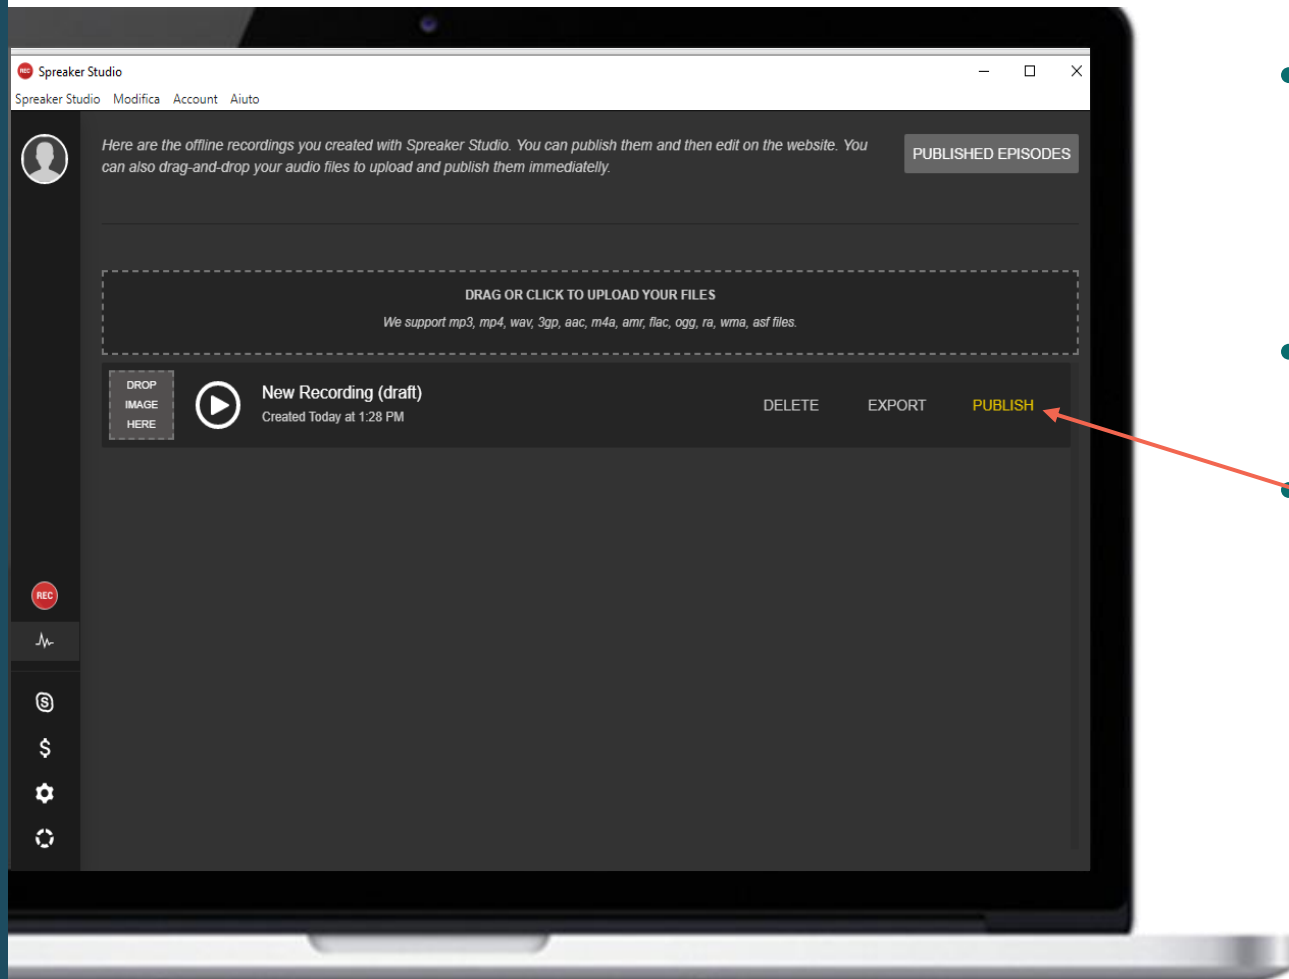 REC Spreaker Studio
Spreaker Studio Modifica Account Aiuto
Here are the offline recordings you created with Spreaker Studio. You can publish them and then edit on the website. You
can also drag-and-drop your audio files to upload and publish them immediatelly.
PUBLISHED EPISODES
DRAG OR CLICK TO UPLOAD YOUR FILES
We support mp3, mp4, wav, 3gp, aac, m4a, amr, flac, ogg, ra, wma, asf files.
DROP
IMAGE
HERE
New Recording (draft)
Created Today at 1:28 PM
DELETE EXPORT PUBLISH
REC